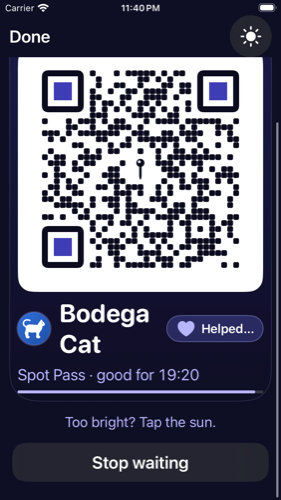 Carrier 11:40 PM
Done
Bodega
Cat
Helped...
Spot Pass · good for 19:20
Too bright? Tap the sun.
Stop waiting